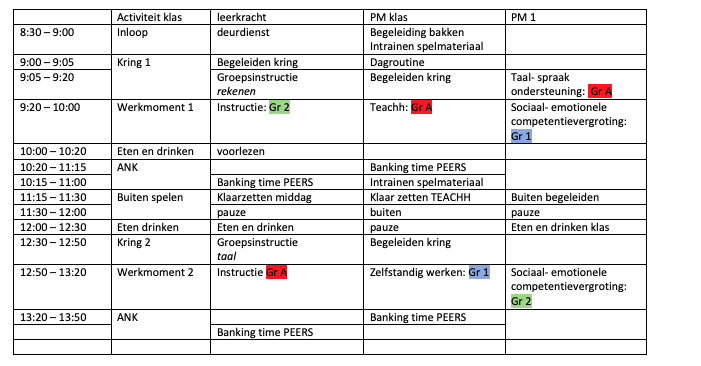 Activiteit klas leerkracht PM klas PM 1
8:30 – 9:00 Inloop deurdienst Begeleiding bakken
Intrainen spelmateriaal
9:00 – 9:05 Kring 1 Begeleiden kring Dagroutine
9:05 – 9:20 Groepsinstructie Begeleiden kring Taal- spraak
rekenen ondersteuning: Gr A
9:20 – 10:00 Werkmoment 1 Instructie: Gr 2 Teachh: Gr A Sociaal- emotionele
competentievergroting:
Gr 1
10:00 – 10:20 Eten en drinken voorlezen
10:20 – 11:15 ANK Banking time PEERS
10:15 – 11:00 Banking time PEERS Intrainen spelmateriaal
11:15 – 11:30 Buiten spelen Klaarzetten middag Klaar zetten TEACHH Buiten begeleiden
11:30 – 12:00 pauze buiten pauze
12:00 – 12:30 Eten drinken Eten en drinken pauze Eten en drinken klas
12:30 – 12:50 Kring 2 Groepsinstructie Begeleiden kring
taal
12:50 – 13:20 Werkmoment 2 Instructie Gr A Zelfstandig werken: Gr 1 Sociaal- emotionele
competentievergroting:
Gr 2
13:20 – 13:50 ANK Banking time PEERS
Banking time PEERS